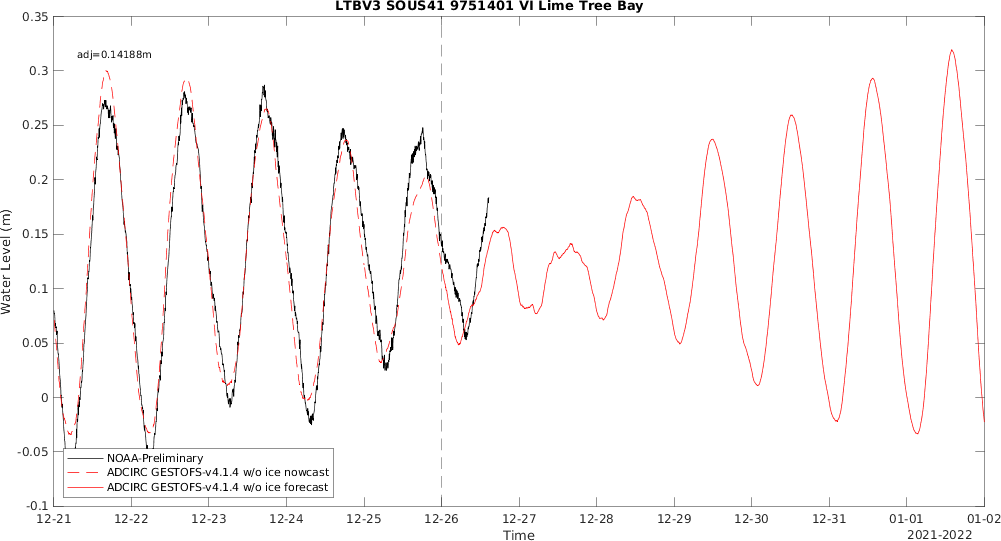 LTBV3 SOUS41 9751401 VI Lime Tree Bay
adj=0.14188m
Water Level (m)
0.35
0.3
0.25
0.2
0.15
0.1
0.05
0
-0.05
-0.1
NOAA-Preliminary
ADCIRC GESTOFS-v4.1.4 w/o ice nowcast
ADCIRC GESTOFS-v4.1.4 w/o ice forecast
12-21 12-22 12-23 12-24 12-25 12-26 12-27 12-28 12-29 12-30 12-31 01-01 01-02
Time
2021-2022